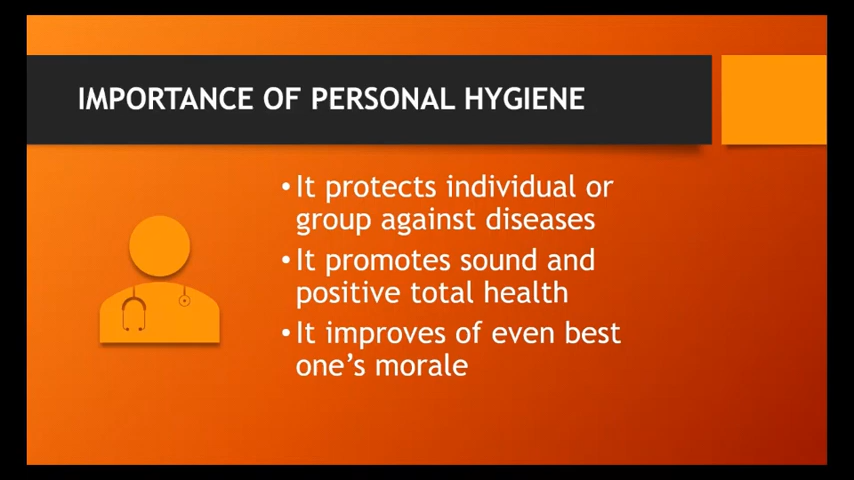 IMPORTANCE OF PERSONAL HYGIENE
•It protects individual or
group against diseases
•It promotes sound and
positive total health
•It improves of even best
one’s morale